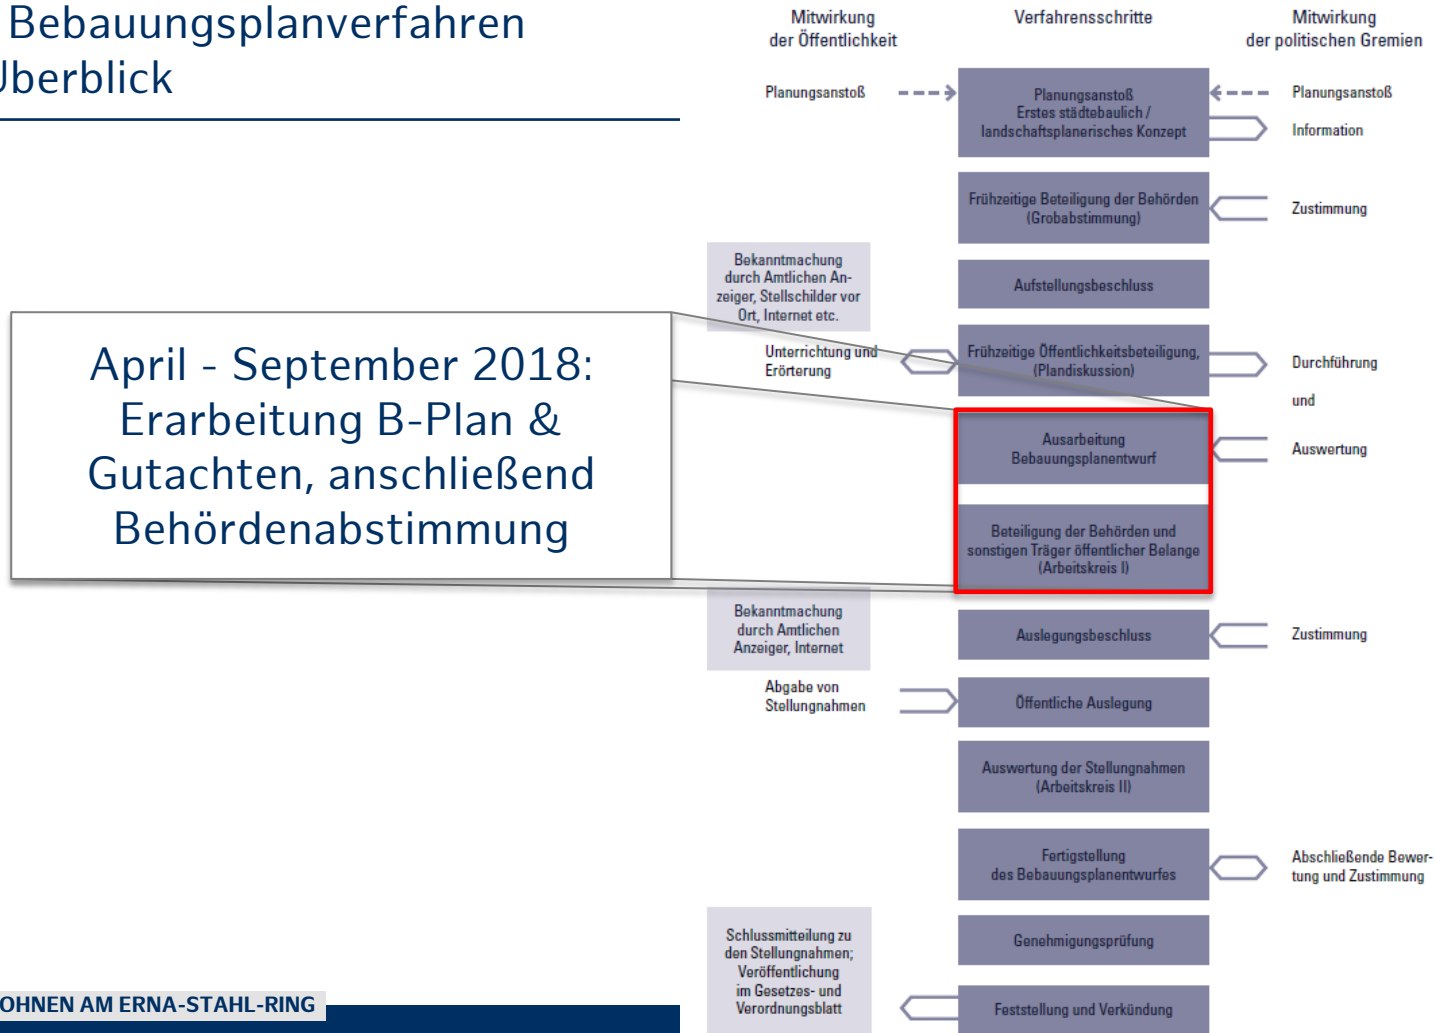 Bebauungsplanverfahren
Überblick
April - September 2018:
Erarbeitung B-Plan &
Gutachten, anschließend
Behördenabstimmung
Mitwirkung
der Öffentlichkeit
Verfahrensschritte
Mitwirkung
der politischen Gremien
Planungsanstoß
Planungsanstoß
Erstes städtebaulich /
landschaftsplanerisches Konzept
Planungsanstoß
Information
Frühzeitige Beteiligung der Behörden
(Grobabstimmung)
Zustimmung
Bekanntmachung
durch Amtlichen An-
zeiger, Stellschilder vor
Ort, Internet etc.
Aufstellungsbeschluss
Unterrichtung und
Erörterung
Frühzeitige Öffentlichkeitsbeteiligung,
(Plandiskussion)
Durchführung
und
Auswertung
Ausarbeitung
Bebauungsplanentwurf
Beteiligung der Behörden und
sonstigen Träger öffentlicher Belange
(Arbeitskreis I)
Bekanntmachung
durch Amtlichen
Anzeiger, Internet
Auslegungsbeschluss
Zustimmung
Abgabe von
Stellungnahmen
Öffentliche Auslegung
Auswertung der Stellungnahmen
(Arbeitskreis II)
Fertigstellung
des Bebauungsplanentwurfes
Abschließende Bewer-
tung und Zustimmung
Genehmigungsprüfung
Schlussmitteilung zu
den Stellungnahmen;
Veröffentlichung
im Gesetzes- und
Verordnungsblatt
Feststellung und Verkündung
OHNEN AM ERNA-STAHL-RING